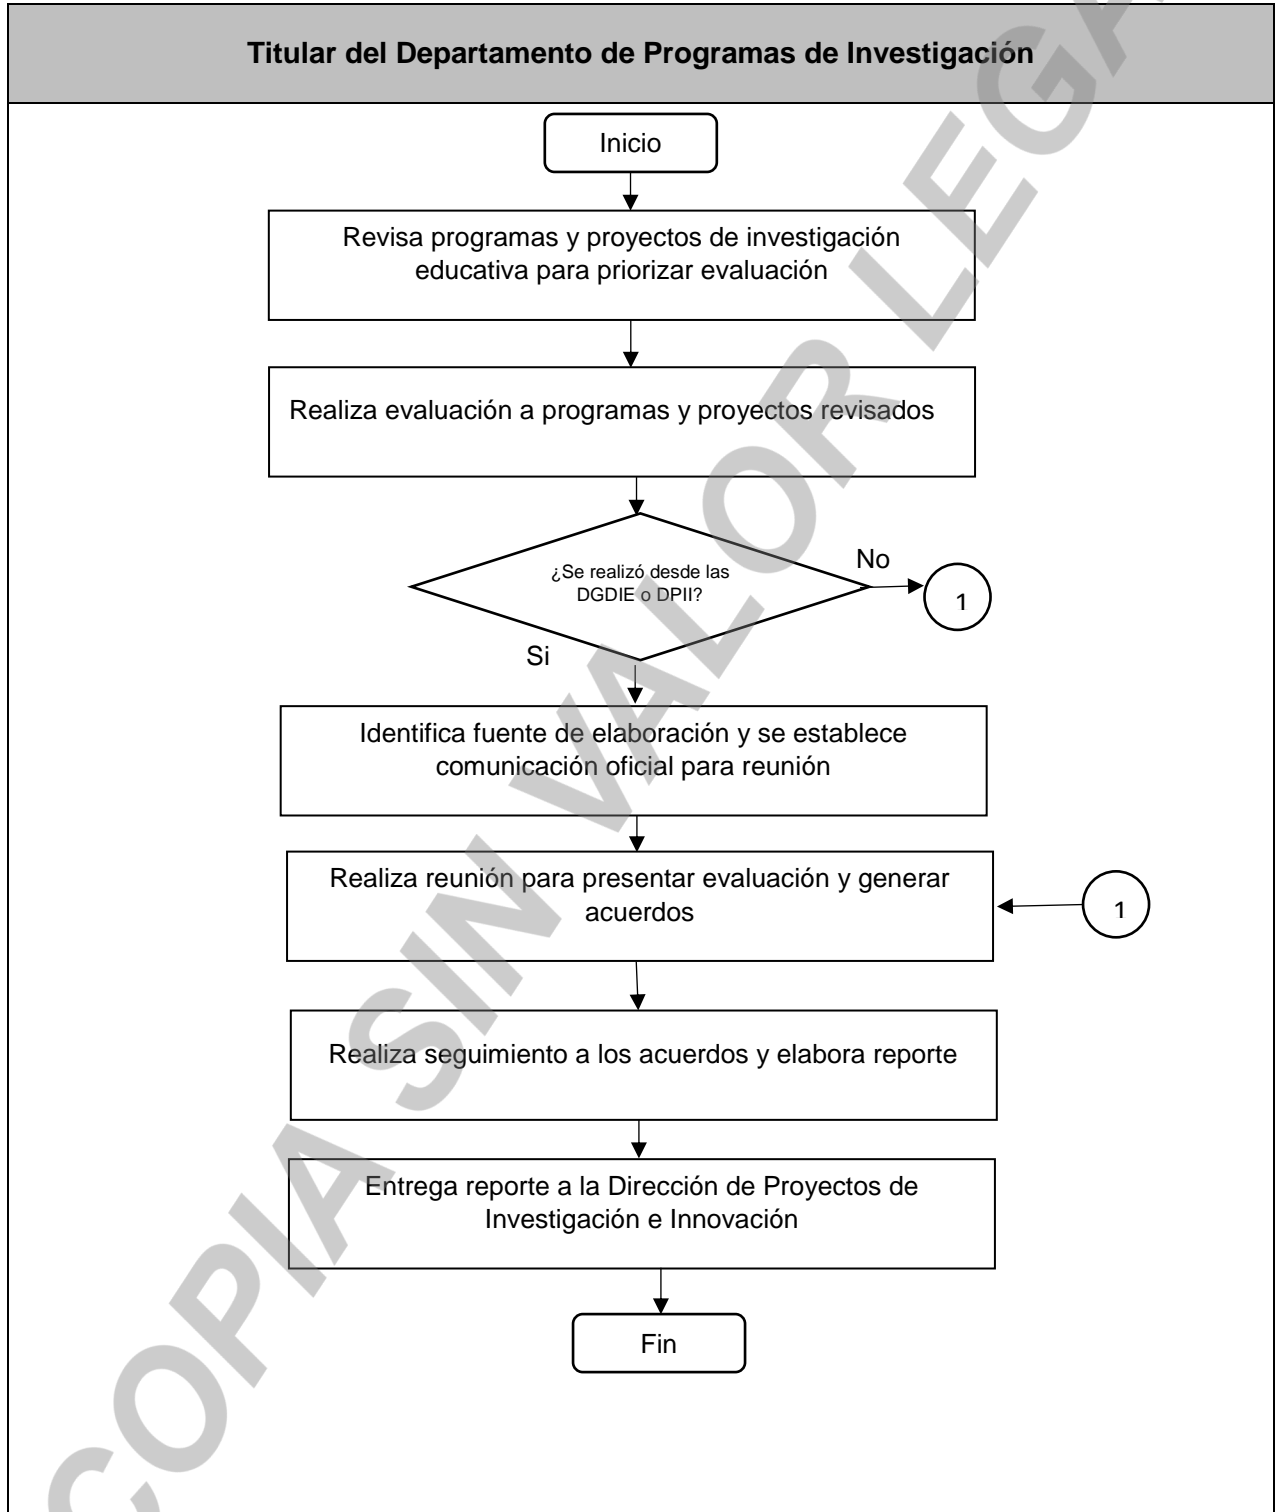 Titular del Departamento de Programas de Investigación
Inicio
Revisa programas y proyectos de investigación
educativa para priorizar evaluación
Realiza evaluación a programas y proyectos revisados
¿Se realizó desde las
DGDIE o DPII?
No
1
Si
Identifica fuente de elaboración y se establece
comunicación oficial para reunión
Realiza reunión para presentar evaluación y generar
acuerdos
1
Realiza seguimiento a los acuerdos y elabora reporte
Entrega reporte a la Dirección de Proyectos de
Investigación e Innovación
Fin
COPIA SIN VALOR LEGA